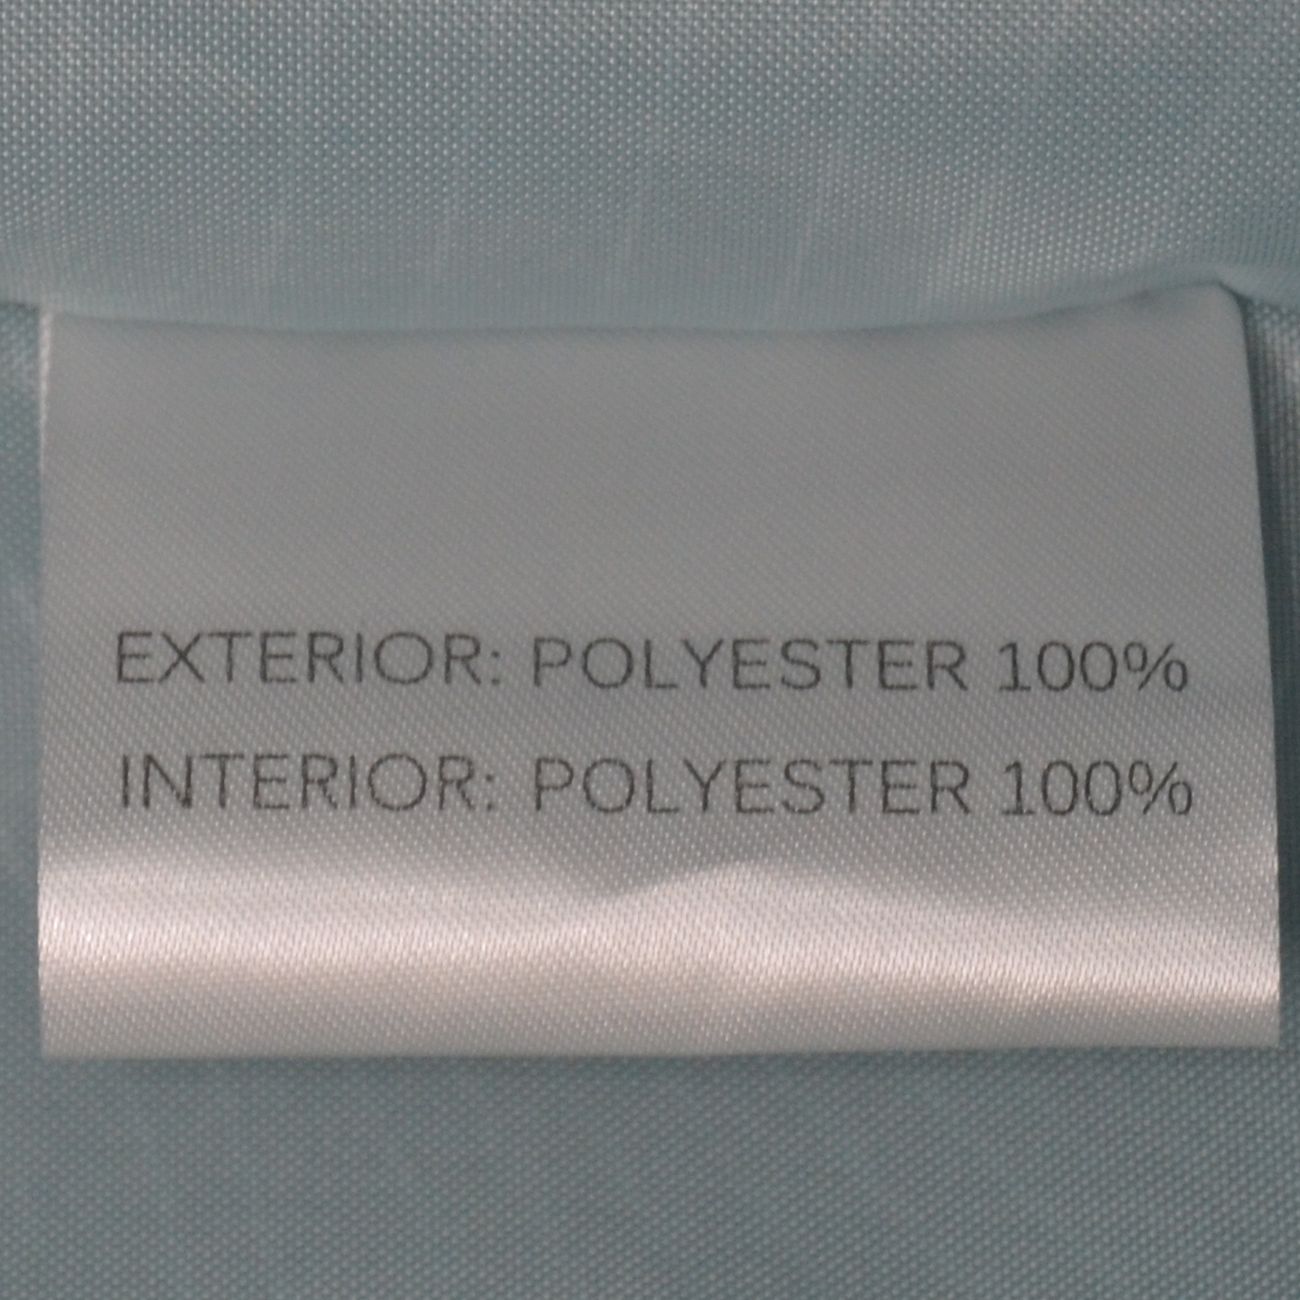 EXTERIOR: POLYESTER 100%
INTERIOR: POLYESTER 100%